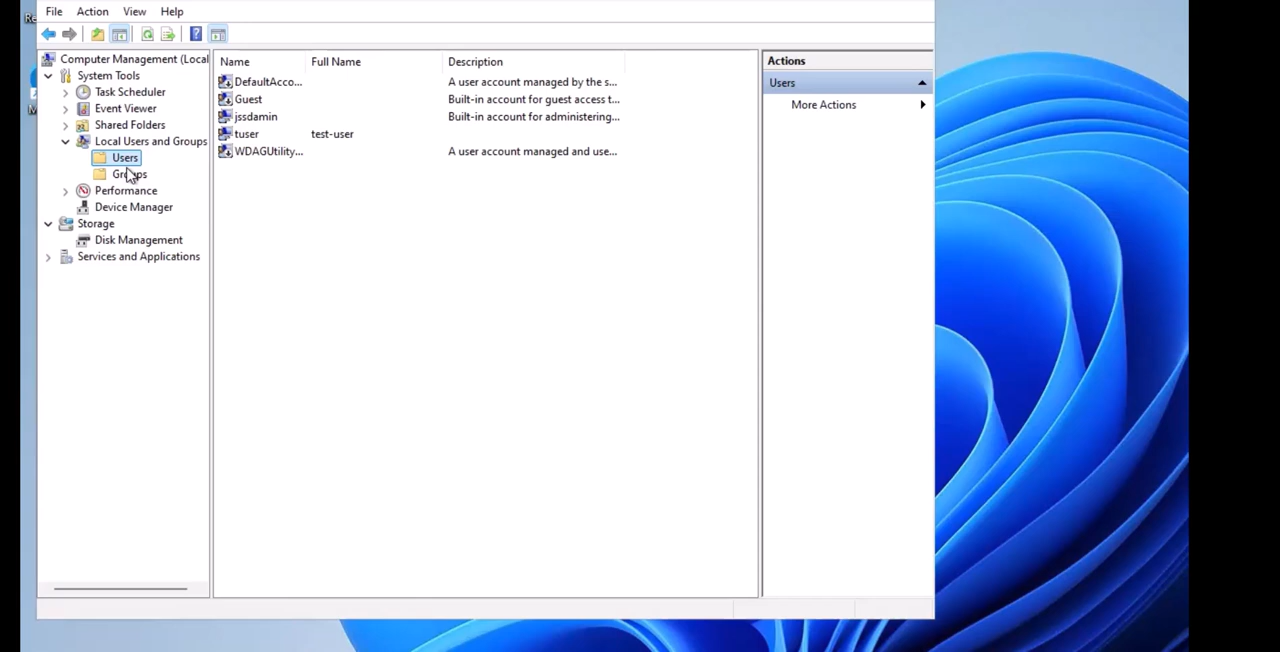 File Action View Help
Computer Management (Local
System Tools
Task Scheduler
Event Viewer
Shared Folders
Local Users and Groups
Users
Groups
Performance
Device Manager
Storage
Disk Management
Services and Applications
Name Full Name Description
DefaultAcco... A user account managed by the s...
Guest Built-in account for guest access t...
jssdamin Built-in account for administering...
tuser test-user
WDAGUtility... A user account managed and use...
Actions
Users
More Actions